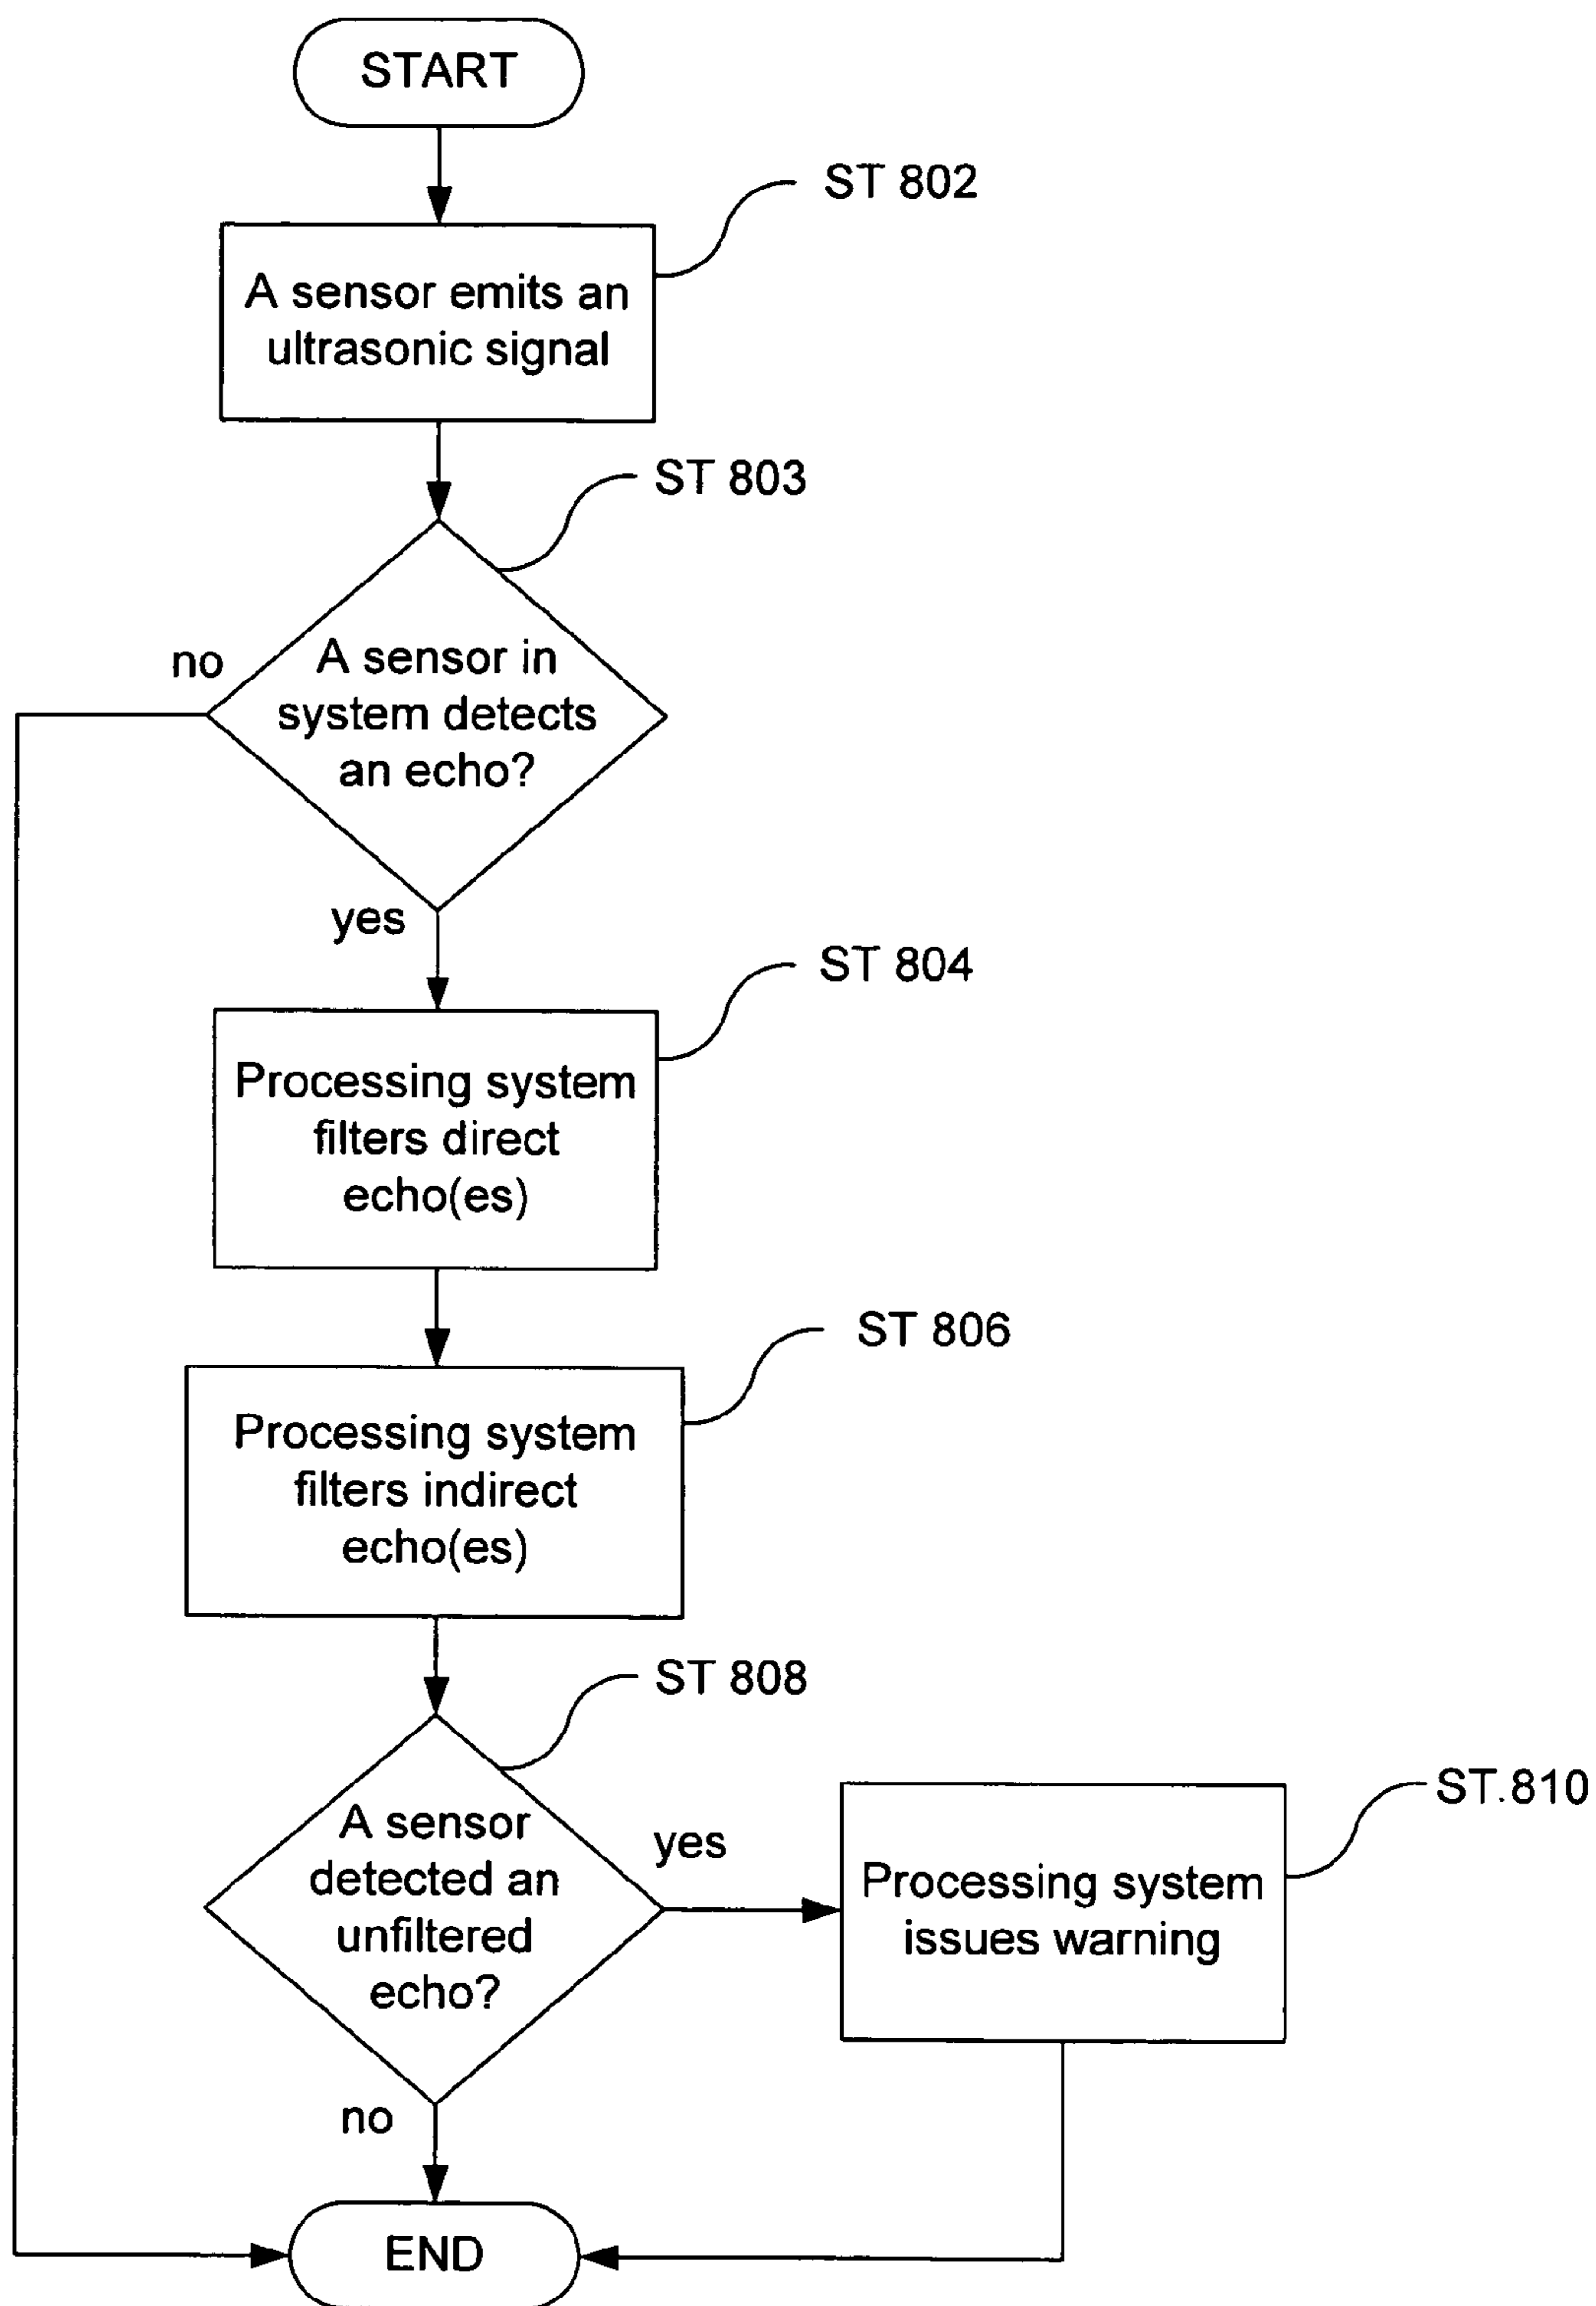 START
ST 802
A sensor emits an
ultrasonic signal
ST 803
no
A sensor in
system detects
an echo?
yes
ST 804
Processing system
filters direct
echo(es)
ST 806
Processing system
filters indirect
echo(es)
ST 808
A sensor
detected an
unfiltered
echo?
yes
ST.810
Processing system
issues warning
no
END